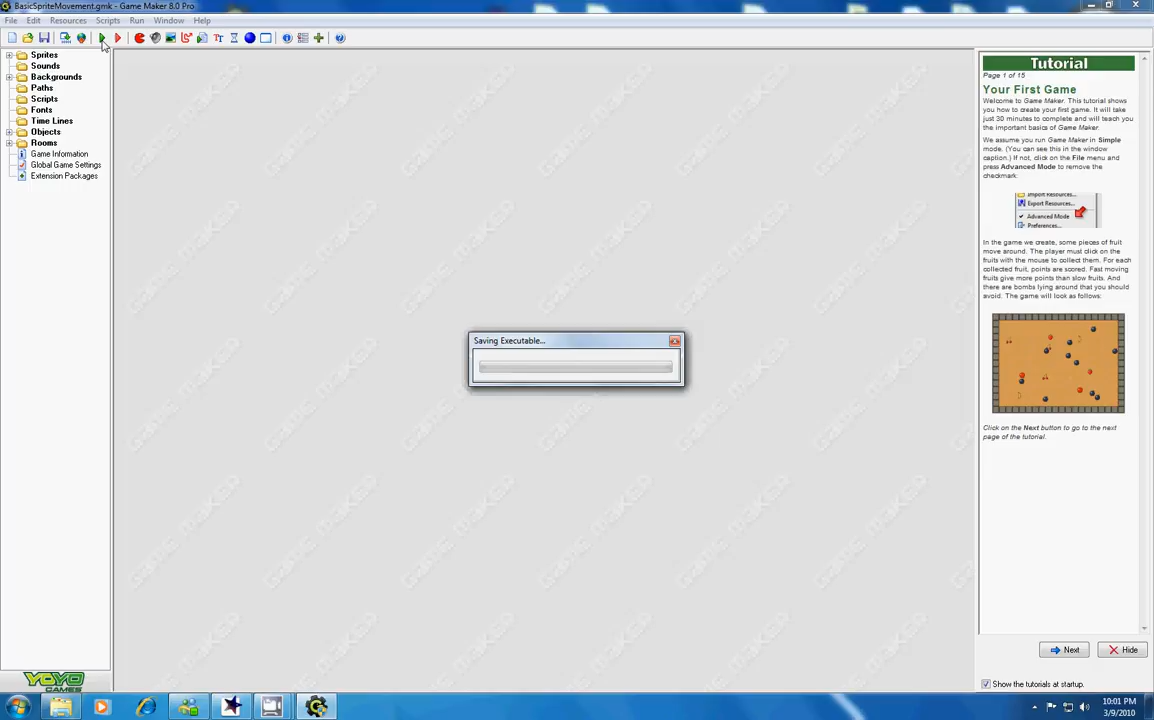 BasicSpriteMovement.gmk - Game Maker 8.0 Pro
File Edit Resources Scripts Run Window Help
Sprites
Sounds
Backgrounds
Paths
Scripts
Fonts
Time Lines
Objects
Rooms
Game Information
Global Game Settings
Extension Packages
Saving Executable...
Tutorial
Page 1 of 15
Your First Game
Welcome to Game Maker. This tutorial shows
you how to create your first game. It will take
just 30 minutes to complete and will teach you
the important basics of Game Maker.
We assume you run Game Maker in Simple
mode. (You can see this in the window
caption.) If not, click on the File menu and
press Advanced Mode to remove the
checkmark.
Import Resources...
Export Resources...
Advanced Mode
Preferences...
In the game we create, some pieces of fruit
move around. The player must click on the
fruits with the mouse to collect them. For each
collected fruit, points are scored. Fast moving
fruits give more points than slow fruits. And
there are bombs lying around that you should
avoid. The game will look as follows:
Click on the Next button to go to the next
page of the tutorial.
Next
Hide
Show the tutorials at startup.
YOYO
GAMES
10:01 PM
3/9/2010